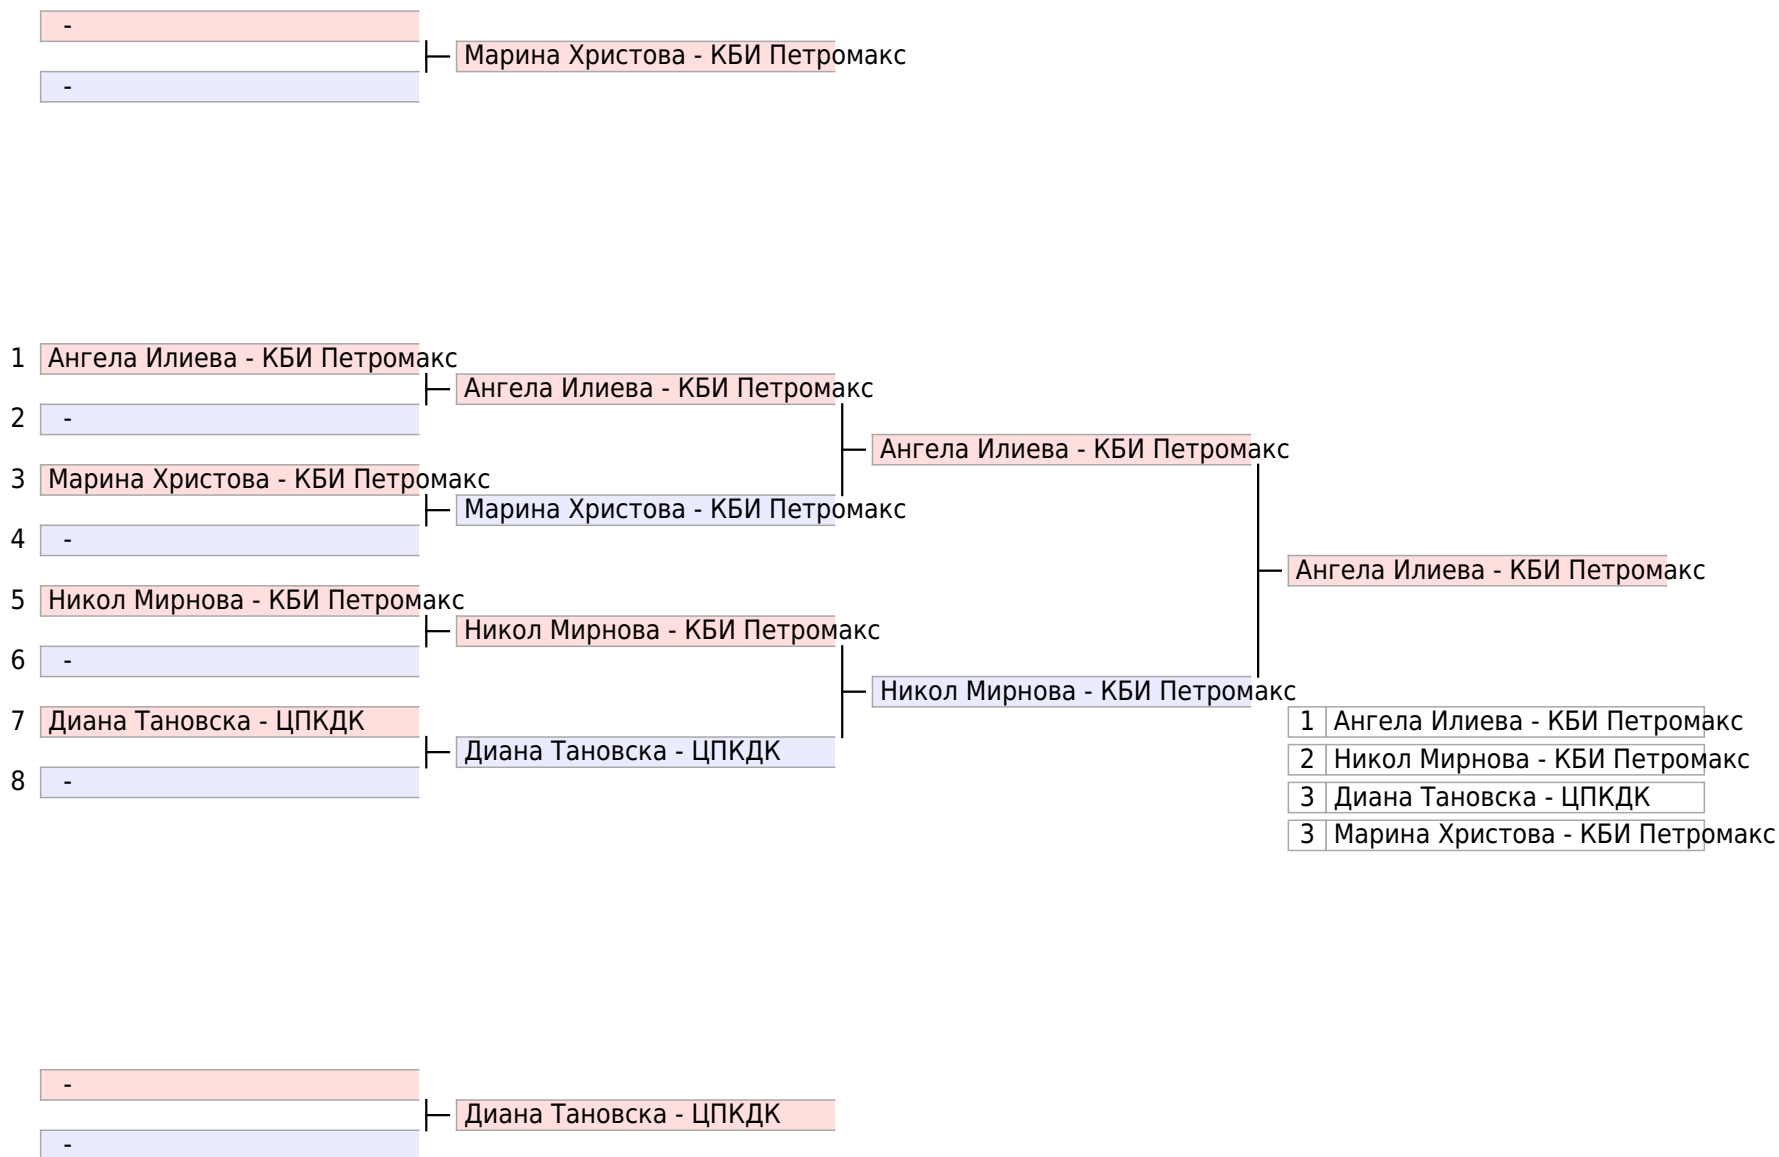 -
Марина Христова - КБИ Петромакс
-
1 Ангела Илиева - КБИ Петромакс
Ангела Илиева - КБИ Петромакс
2 -
Ангела Илиева - КБИ Петромакс
3 Марина Христова - КБИ Петромакс
Марина Христова - КБИ Петромакс
4 -
Ангела Илиева - КБИ Петромакс
5 Никол Мирнова - КБИ Петромакс
Никол Мирнова - КБИ Петромакс
6 -
Никол Мирнова - КБИ Петромакс
7 Диана Тановска - ЦПКДК
1 Ангела Илиева - КБИ Петромакс
Диана Тановска - ЦПКДК
2 Никол Мирнова - КБИ Петромакс
8 -
3 Диана Тановска - ЦПКДК
3 Марина Христова - КБИ Петромакс
-
Диана Тановска - ЦПКДК
-